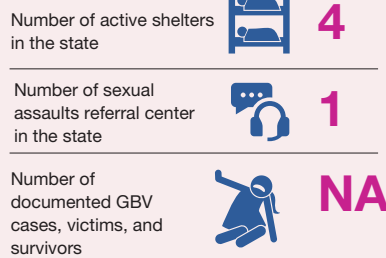 Number of active shelters
in the state
4
Number of sexual
assaults referral center
in the state
1
Number of
documented GBV
cases, victims, and
survivors
NA